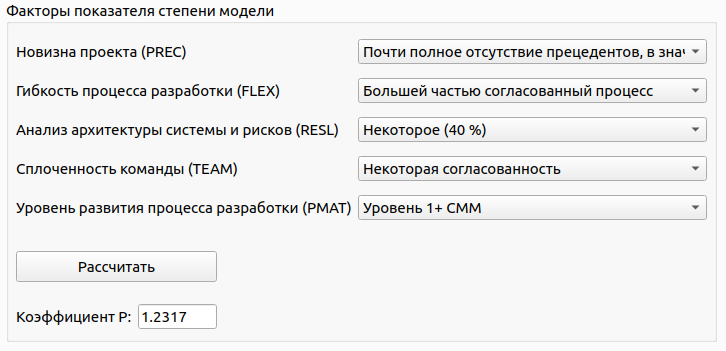 Факторы показателя степени модели
Новизна проекта (PREC) Почти полное отсутствие прецедентов, в знач
Гибкость процесса разработки (FLEX) Большей частью согласованный процесс
Анализ архитектуры системы и рисков (RESL) Некоторое (40 %)
Сплоченность команды (TEAM) Некоторая согласованность
Уровень развития процесса разработки (PMAT) Уровень 1+ СММ
Рассчитать
Коэффициент P: 1.2317